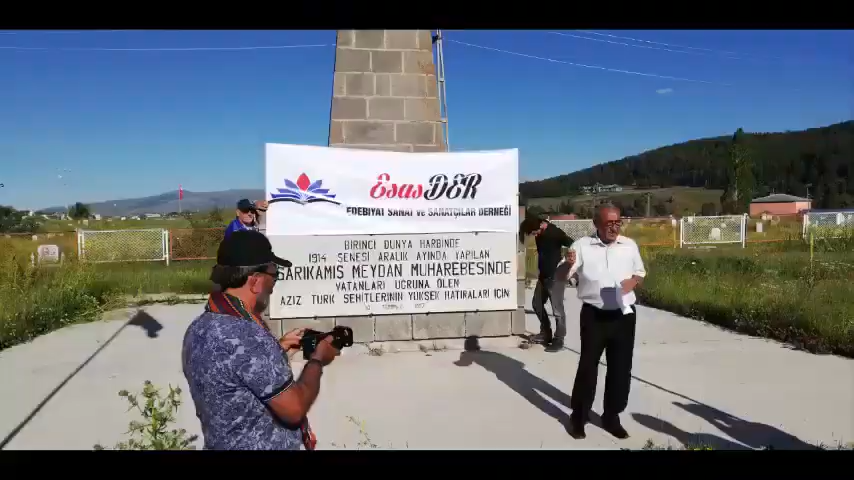 EsasDER
EDEBİYAT SANAT VE SANATÇILAR DERNEĞİ
BİRİNCİ DÜNYA HARBİNDE
1914 SENESİ ARALIK AYINDA YAPILAN
SARIKAMIŞ MEYDAN MUHAREBESİNDE
VATANLARI UĞRUNA ÖLEN
AZİZ TÜRK ŞEHİTLERİNİN YÜKSEK HATIRALARI İÇİN